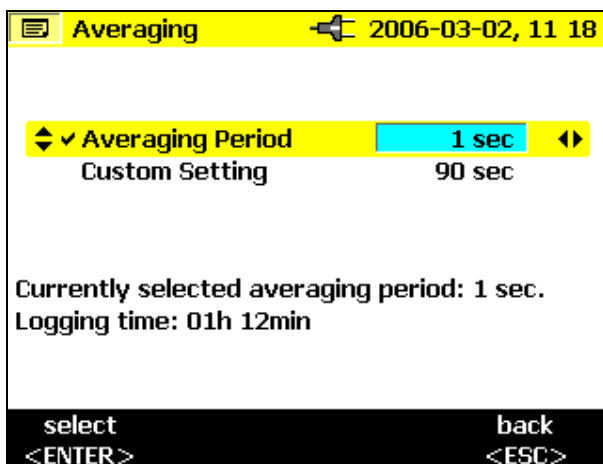 Averaging 2006-03-02, 11 18
Averaging Period 1 sec
Custom Setting 90 sec
Currently selected averaging period: 1 sec.
Logging time: 01h 12min
select back
<ENTER> <ESC>